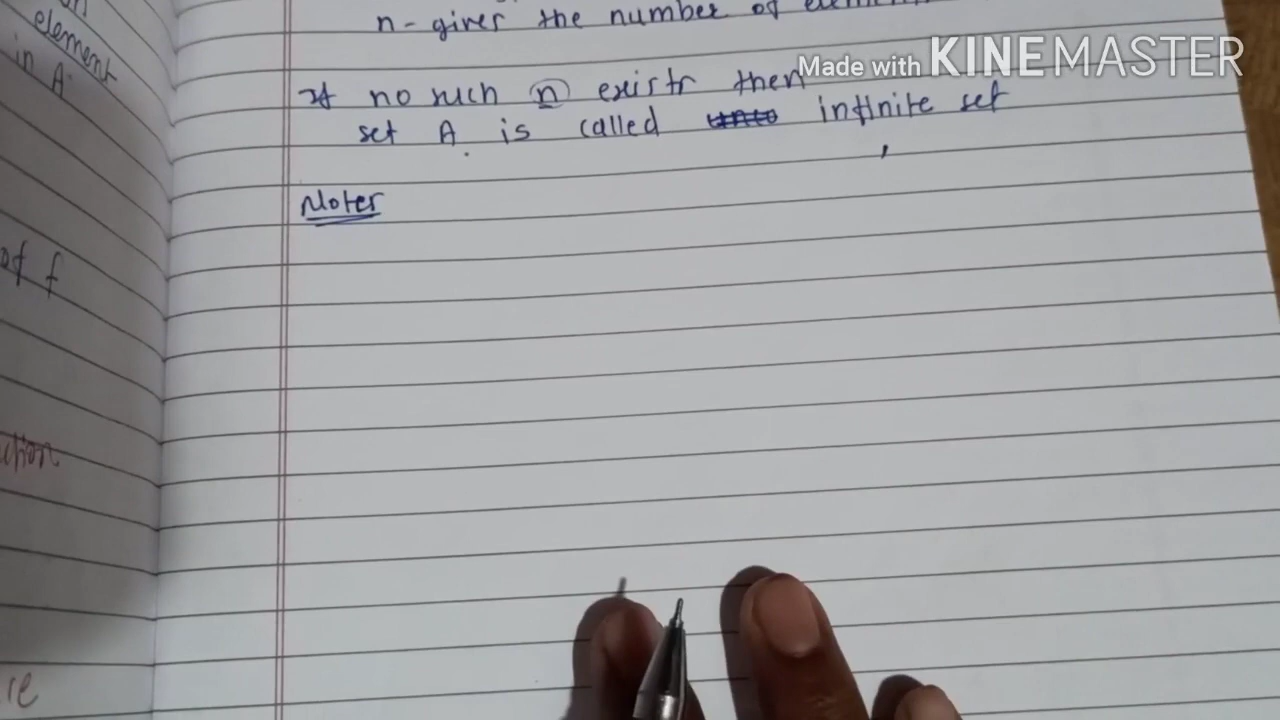 element
in A.
of f
n - gives the number of
Made with KINEMASTER
If no such n exists then
set A is called infinite set
Notes